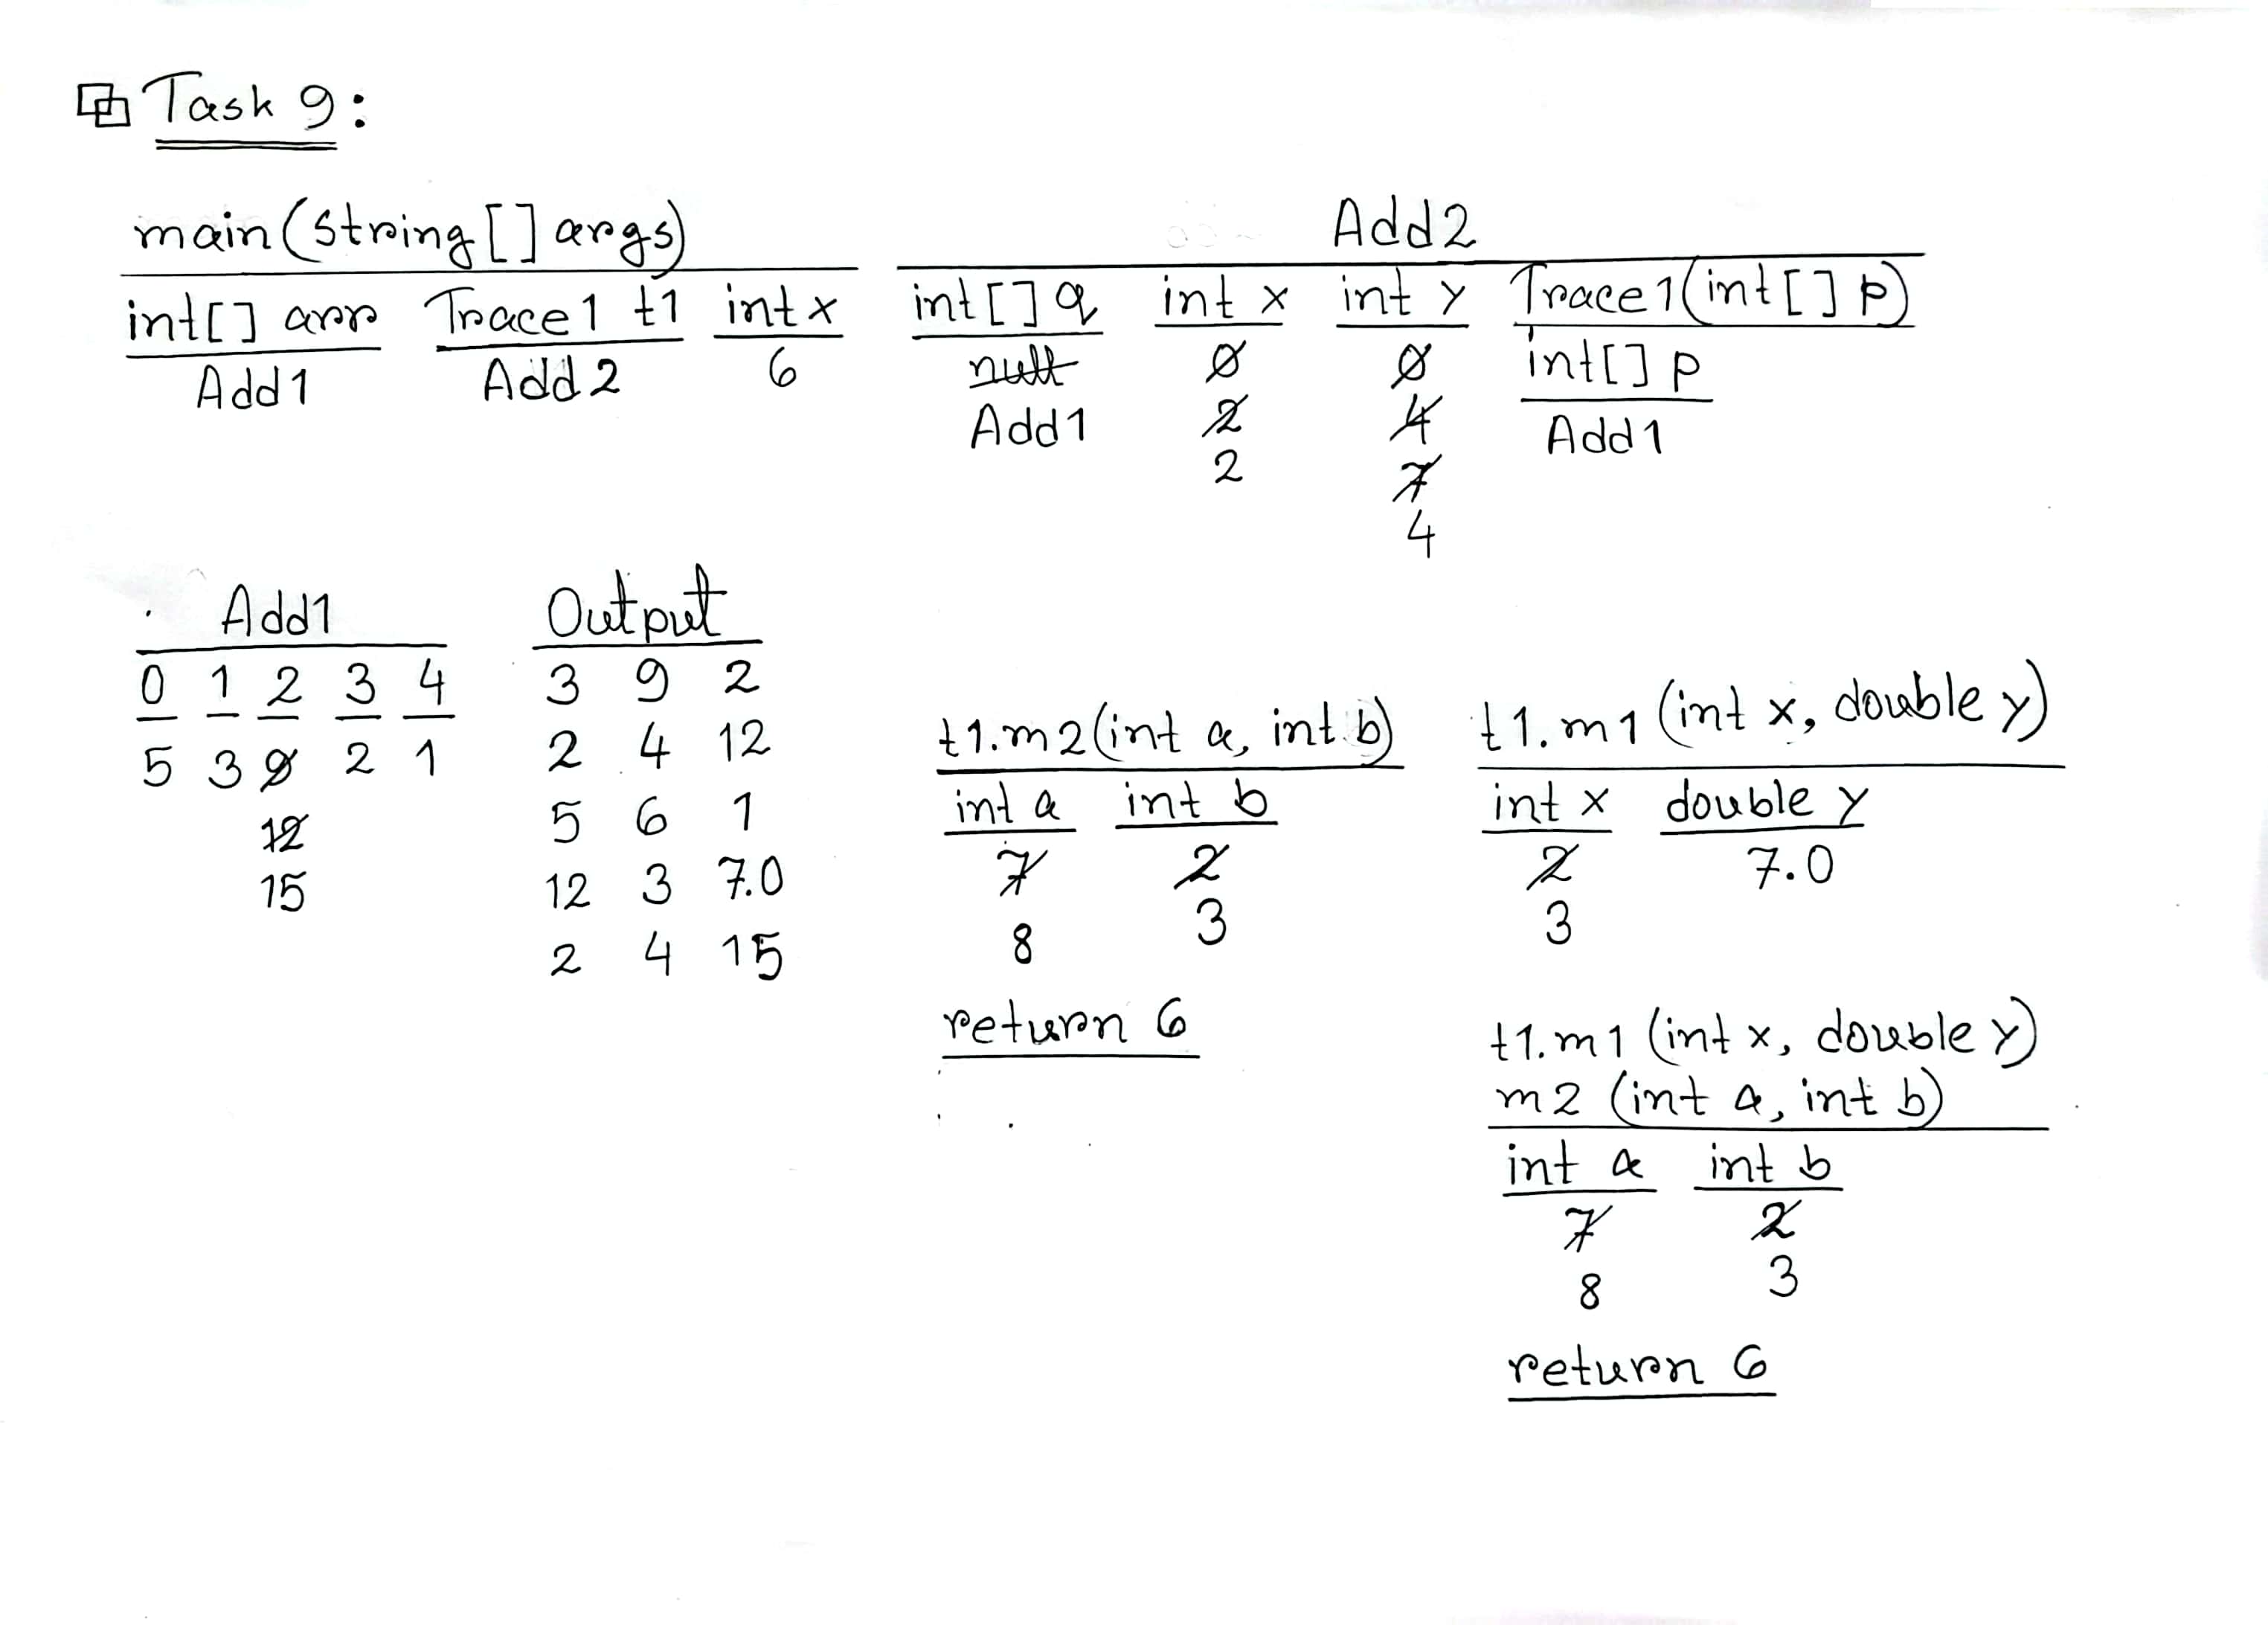 Task 9:
main(String[] args)
int[] arr Trace1 t1 int x
Add1 Add2 6
Add2
int[] q int x int y Trace1(int[] p)
null 0 0 int[] p
Add1 2 4 Add1
2 7
4
Add1
0 1 2 3 4
5 3 9 2 1
12
15
Output
3 9 2
2 4 12
5 6 1
12 3 7.0
2 4 15
t1.m2(int a, int b)
int a int b
7 2
8 3
return 6
t1.m1(int x, double y)
int x double y
2 7.0
3
t1.m1(int x, double y)
m2(int a, int b)
int a int b
7 2
8 3
return 6